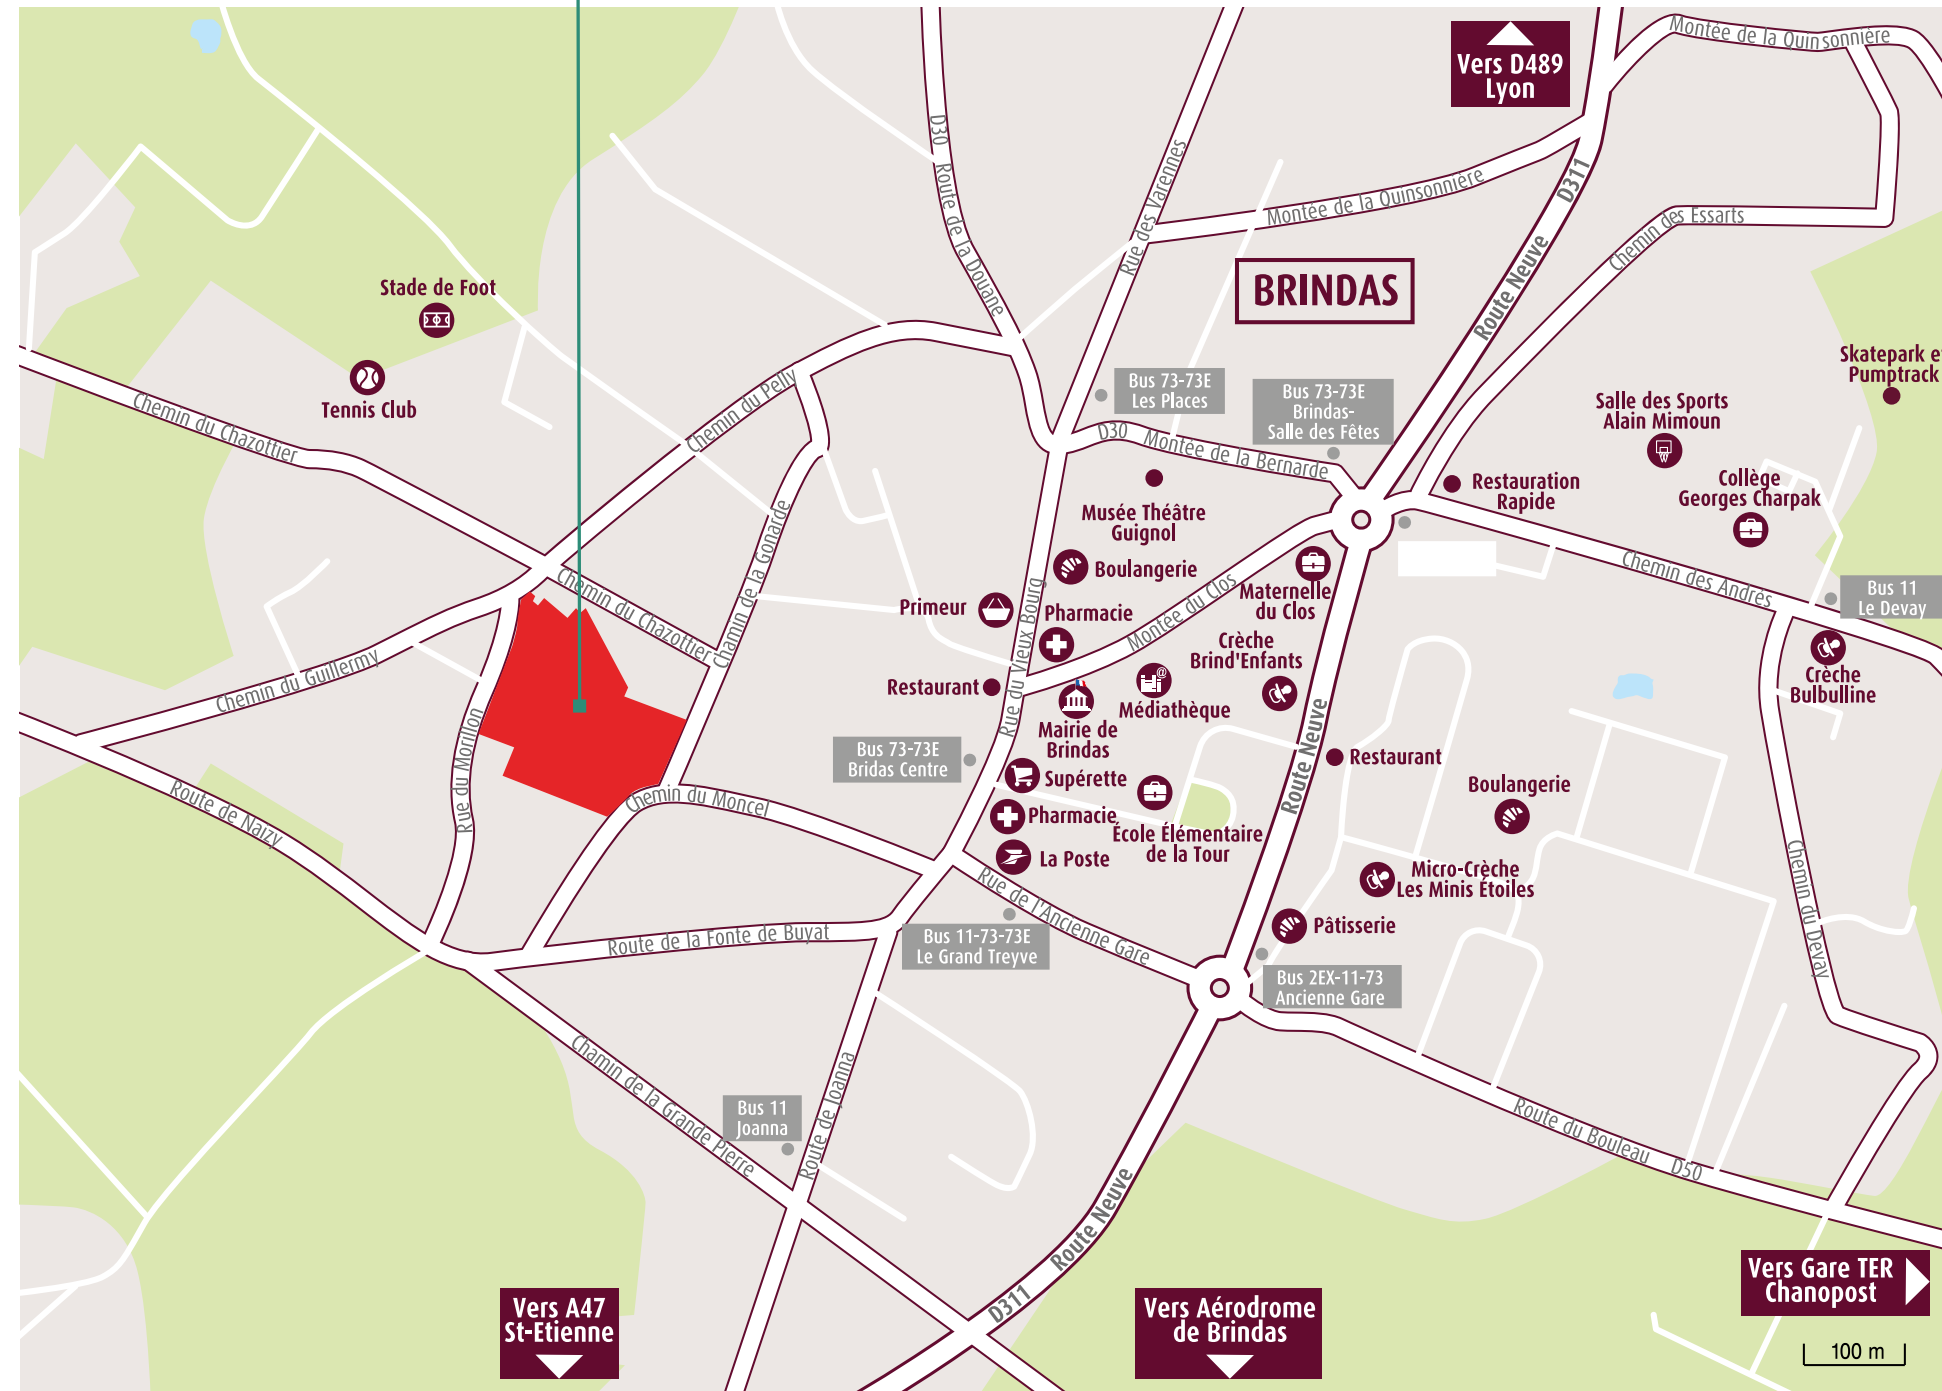 Montée de la Quinsonnière
Vers D489
Lyon
D30
Route de la Douane
Rue des Varennes
Montée de la Quinsonnière
D311
Route Neuve
Chemin des Essarts
BRINDAS
Stade de Foot
Tennis Club
Chemin du Chazottier
Chemin du Pelly
Bus 73-73E
Les Places
Bus 73-73E
Brindas-
Salle des Fêtes
D30
Montée de la Bernarde
Skatepark et
Pumptrack
Salle des Sports
Alain Mimoun
Restauration
Rapide
Collège
Georges Charpak
Musée Théâtre
Guignol
Boulangerie
Chemin des Andrès
Bus 11
Le Devay
Chemin du Chazottier
Chamin de la Gonarde
Primeur
Pharmacie
Rue du Vieux Bourg
Montée du Clos
Maternelle
du Clos
Crèche
Brind'Enfants
Crèche
Bulbulline
Chemin du Guillermy
Rue du Morillon
Restaurant
Mairie de
Brindas
Médiathèque
Route Neuve
Restaurant
Bus 73-73E
Bridas Centre
Supérette
Pharmacie
La Poste
École Élémentaire
de la Tour
Boulangerie
Micro-Crèche
Les Minis Étoiles
Pâtisserie
Route de Naizy
Chemin du Moncel
Rue de l'Ancienne Gare
Route de la Fonte de Buyat
Bus 11-73-73E
Le Grand Treyve
Bus 2EX-11-73
Ancienne Gare
Chemin du Devay
Chamin de la Grande Pierre
Bus 11
Joanna
Route de Joanna
Route du Bouleau
D50
Route Neuve
D311
Vers A47
St-Etienne
Vers Aérodrome
de Brindas
Vers Gare TER
Chanopost
100 m